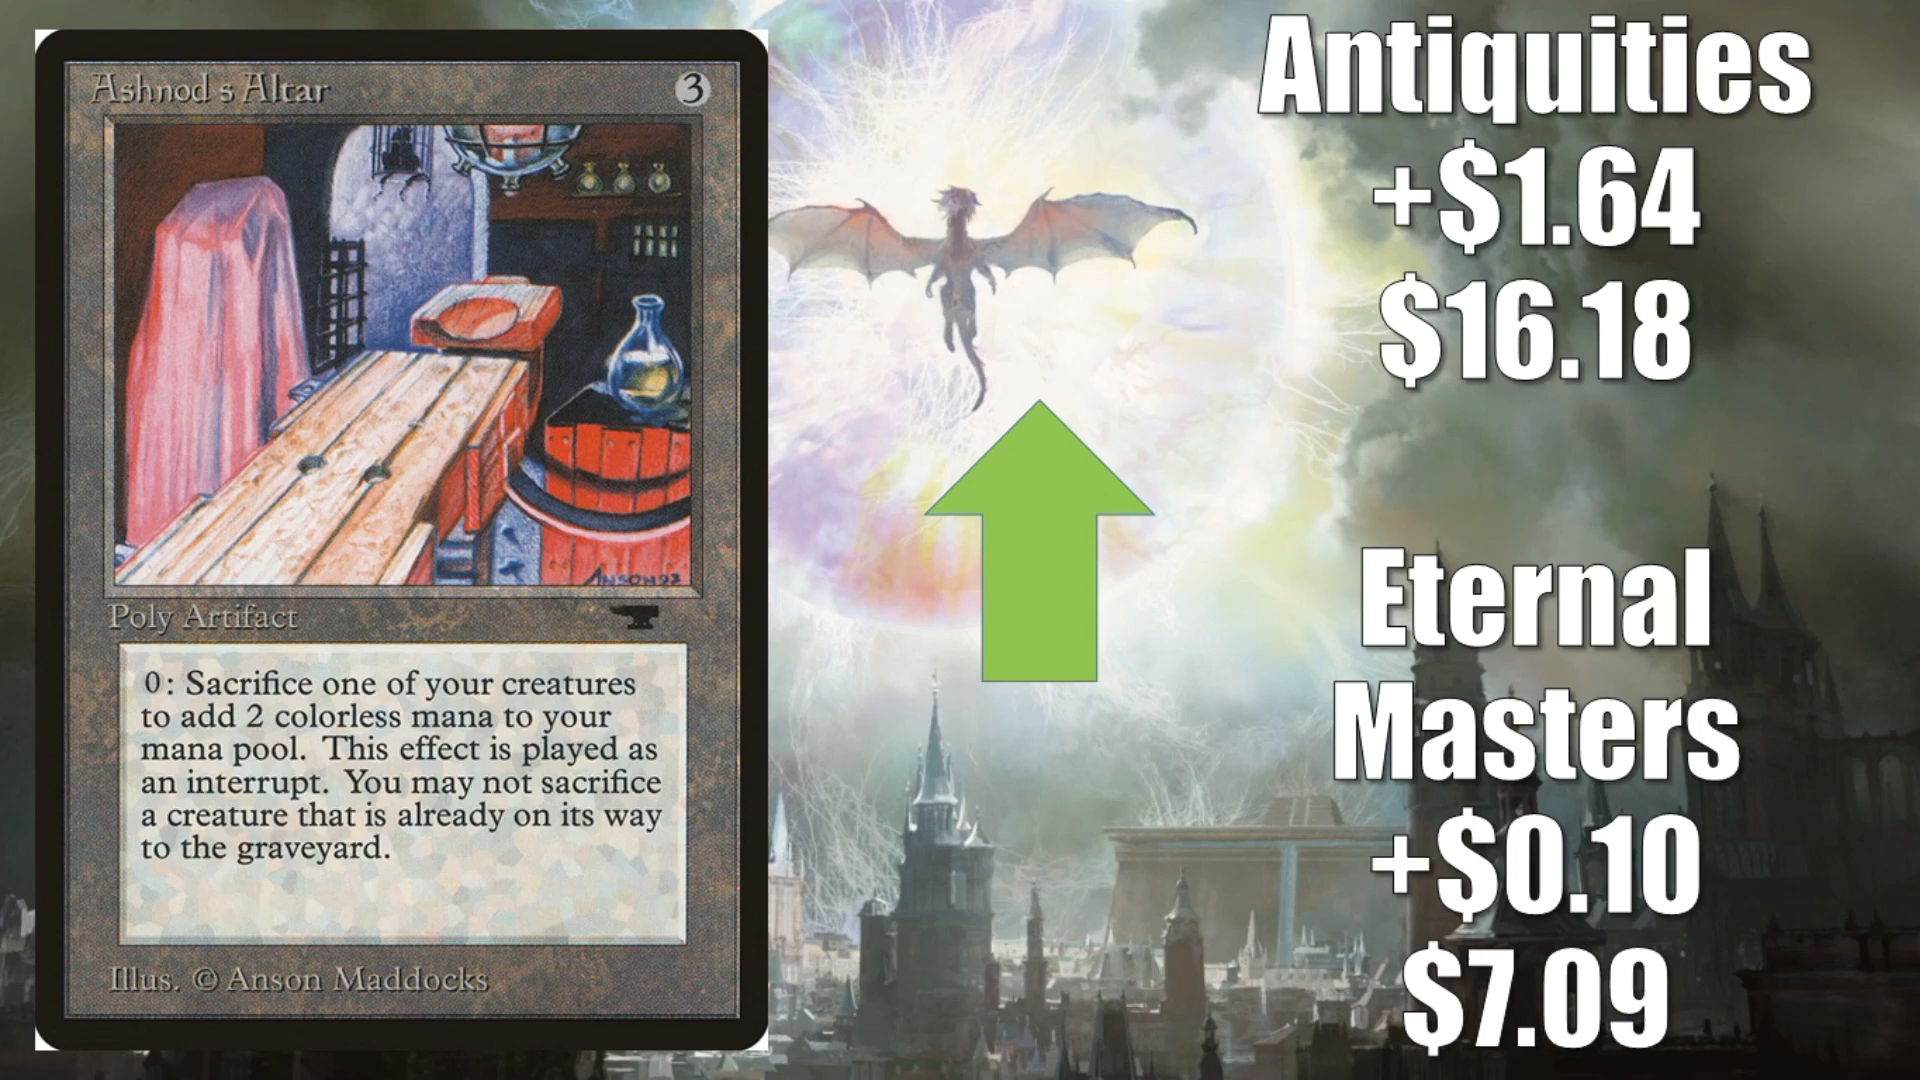 Ashnod s Altar 3
ANSON93
Poly Artifact
0: Sacrifice one of your creatures
to add 2 colorless mana to your
mana pool. This effect is played as
an interrupt. You may not sacrifice
a creature that is already on its way
to the graveyard.
Illus. © Anson Maddocks
Antiquities
+$1.64
$16.18
Eternal
Masters
+$0.10
$7.09